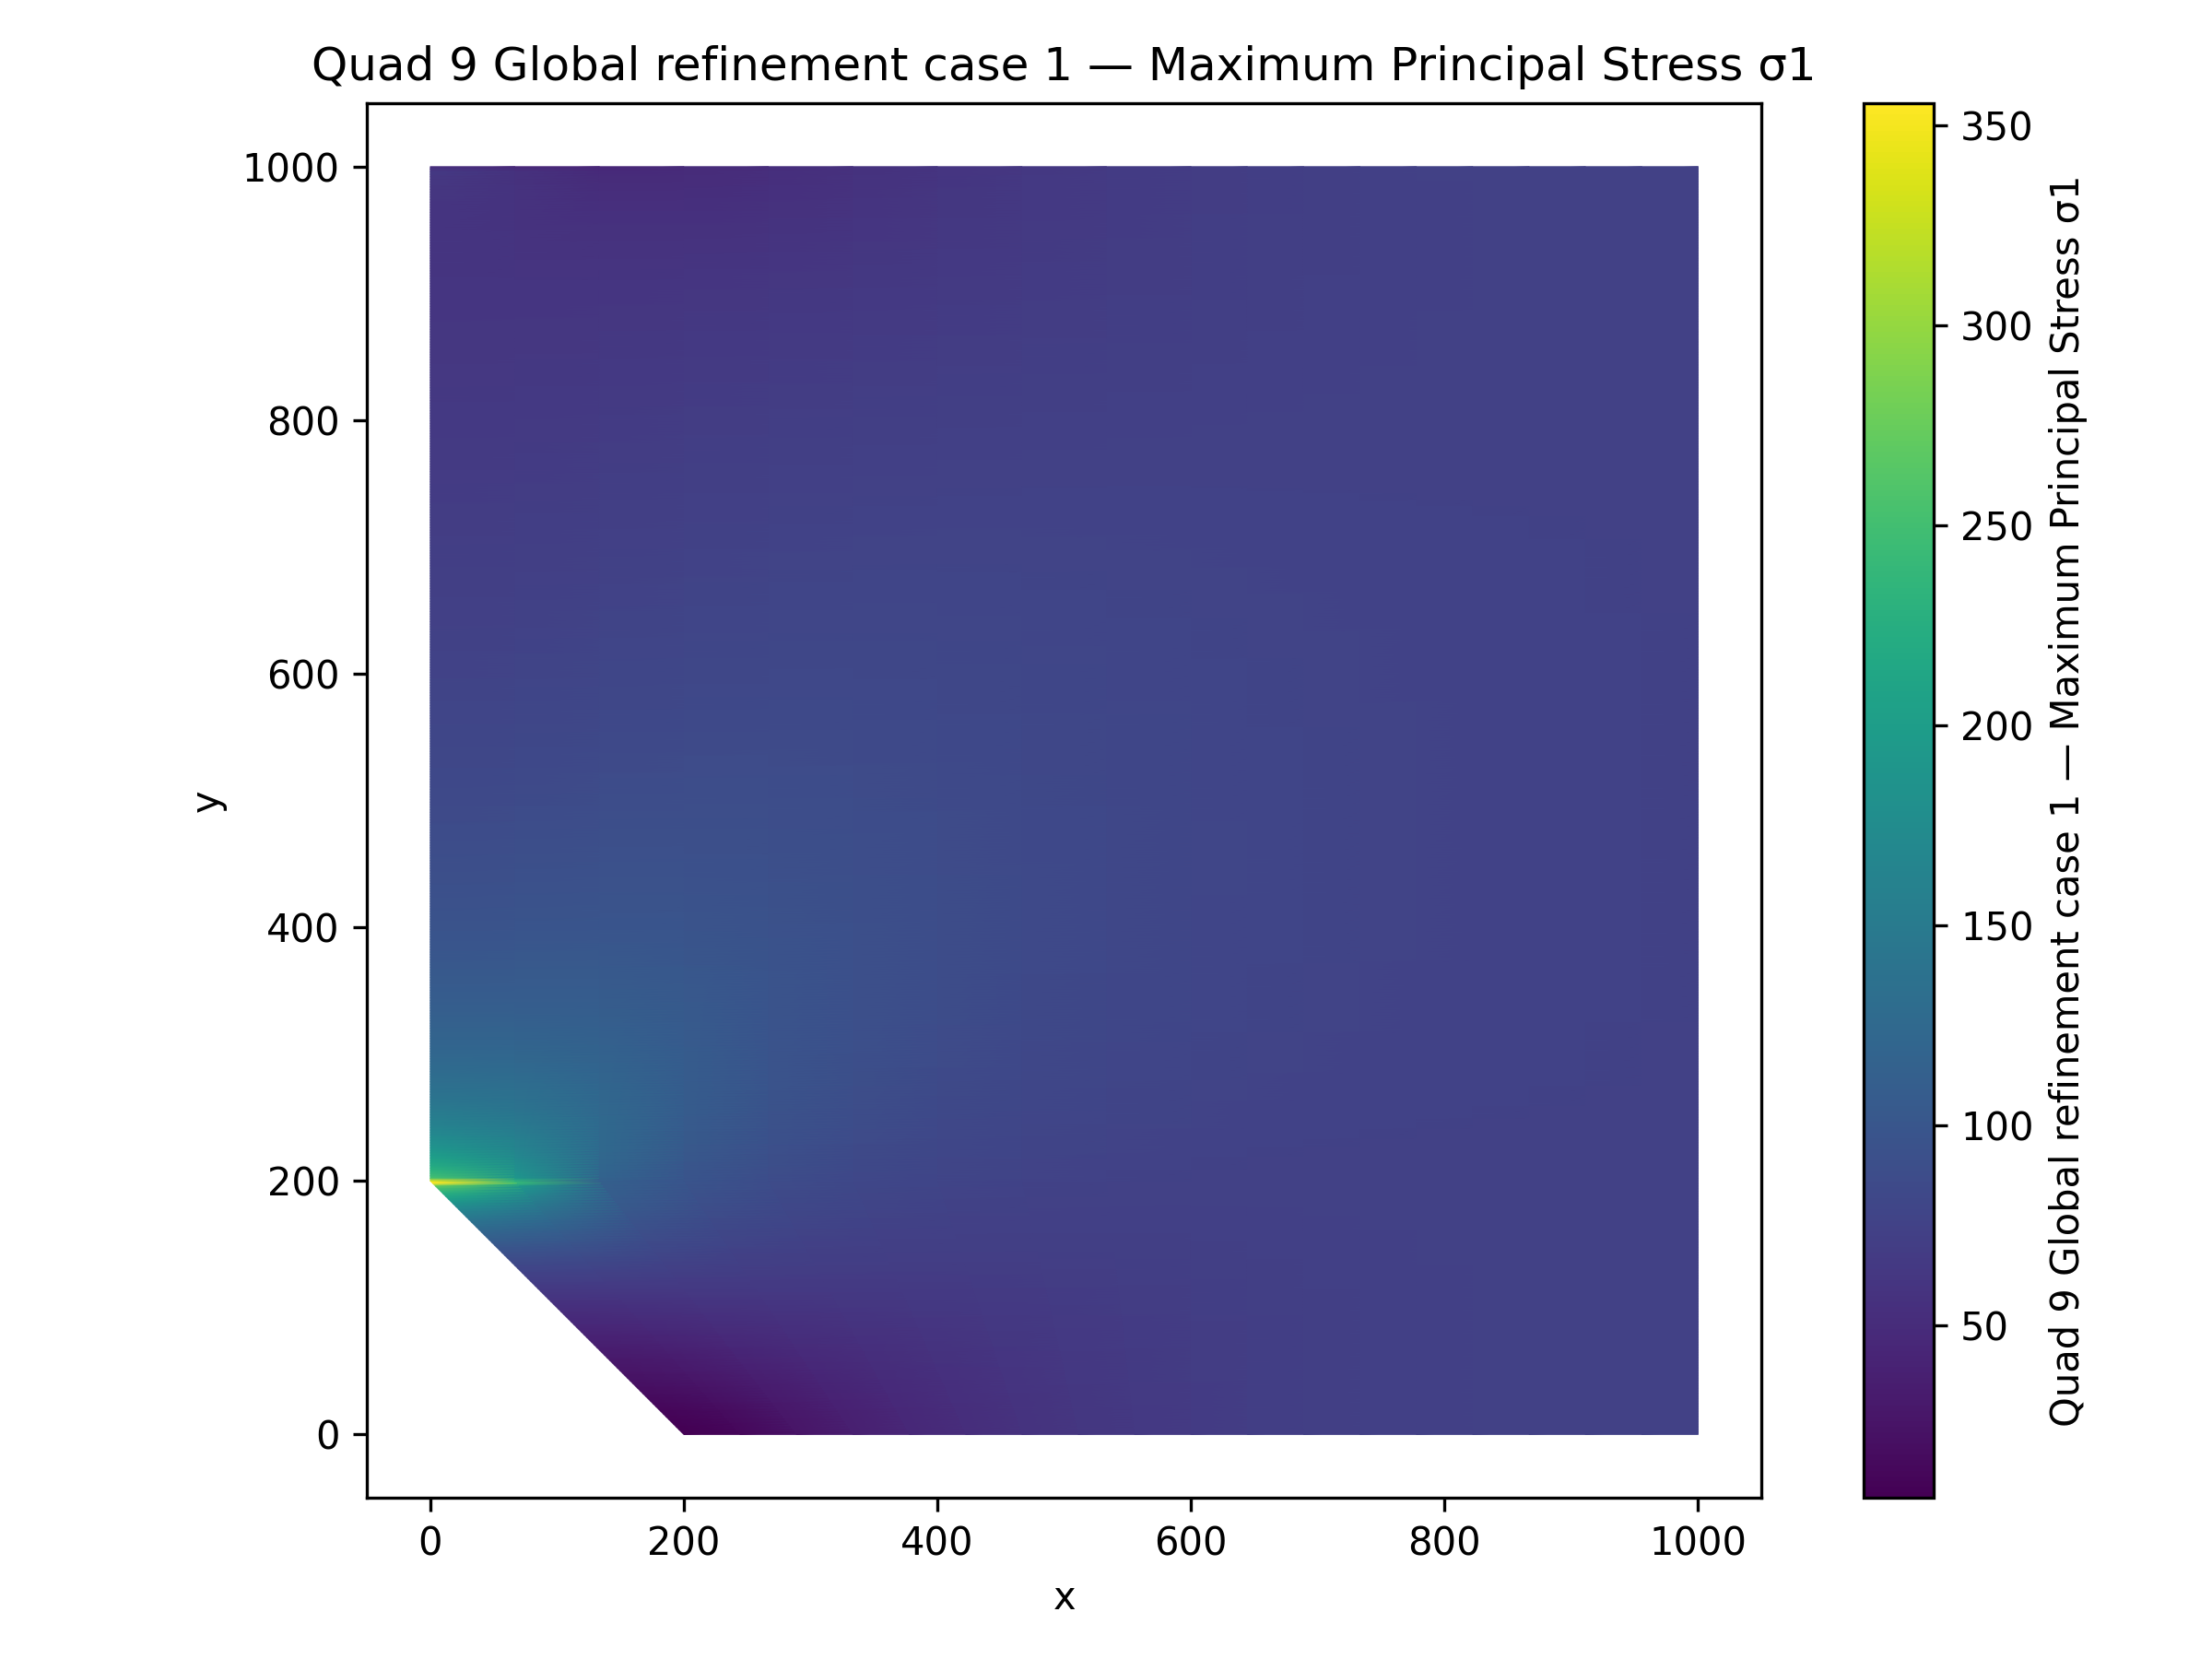 Quad 9 Global refinement case 1 — Maximum Principal Stress σ1
1000
800
600
400
200
0
y
0 200 400 600 800 1000
x
350
300
250
200
150
100
50
Quad 9 Global refinement case 1 — Maximum Principal Stress σ1